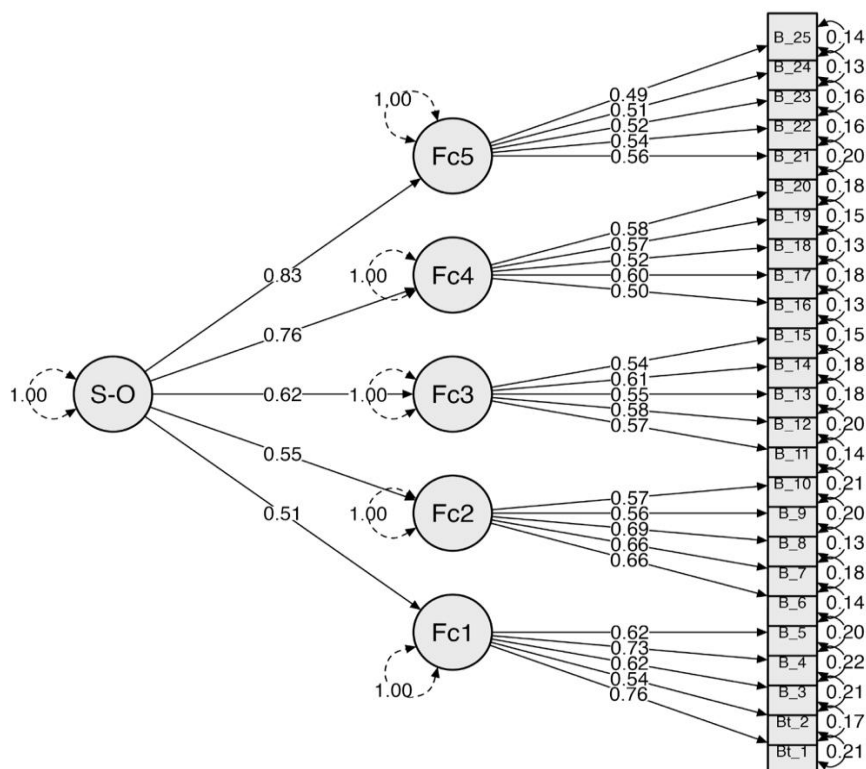 B_25 0.14
B_24 0.13
0.49
1.00
B_23 0.16
0.51
0.52
B_22 0.16
0.54
Fc5
0.56
B_21 0.20
B_20 0.18
B_19 0.15
0.58
0.57
B_18 0.13
0.52
0.83
1.00
Fc4
0.60
B_17 0.18
0.50
B_16 0.13
0.76
B_15 0.15
0.54
B_14 0.18
0.61
1.00
S-O
0.62
1.00
Fc3
0.55
B_13 0.18
0.58
B_12 0.20
0.57
B_11 0.14
0.55
B_10 0.21
0.57
0.51
1.00
Fc2
0.56
B_9 0.20
0.69
B_8 0.13
0.66
0.66
B_7 0.18
B_6 0.14
Fc1
0.62
B_5 0.20
0.73
B_4 0.22
0.62
0.54
B_3 0.21
1.00
0.76
Bt_2 0.17
Bt_1 0.21